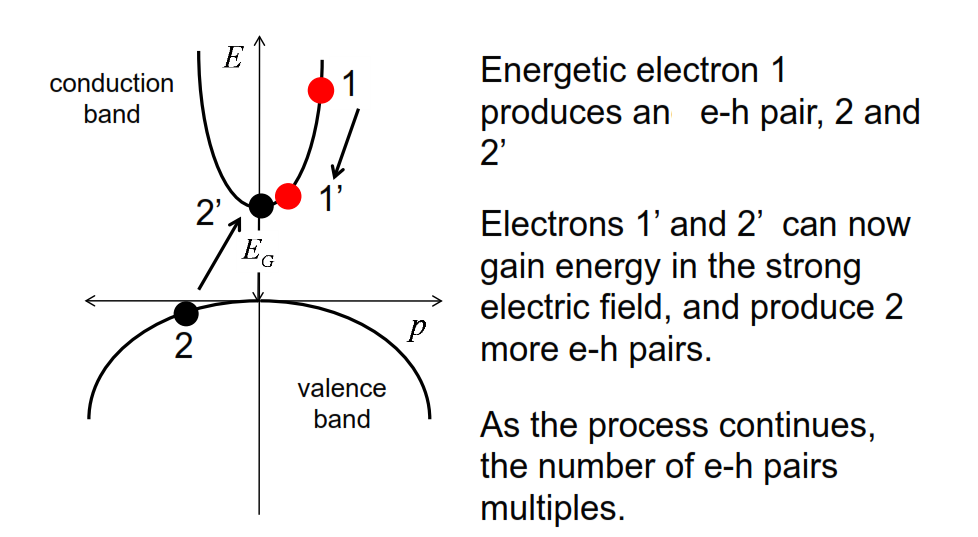 conduction
band
E
1
1’
2’
E_G
p
2
valence
band
Energetic electron 1
produces an   e-h pair, 2 and
2’
Electrons 1’ and 2’  can now
gain energy in the strong
electric field, and produce 2
more e-h pairs.
As the process continues,
the number of e-h pairs
multiples.